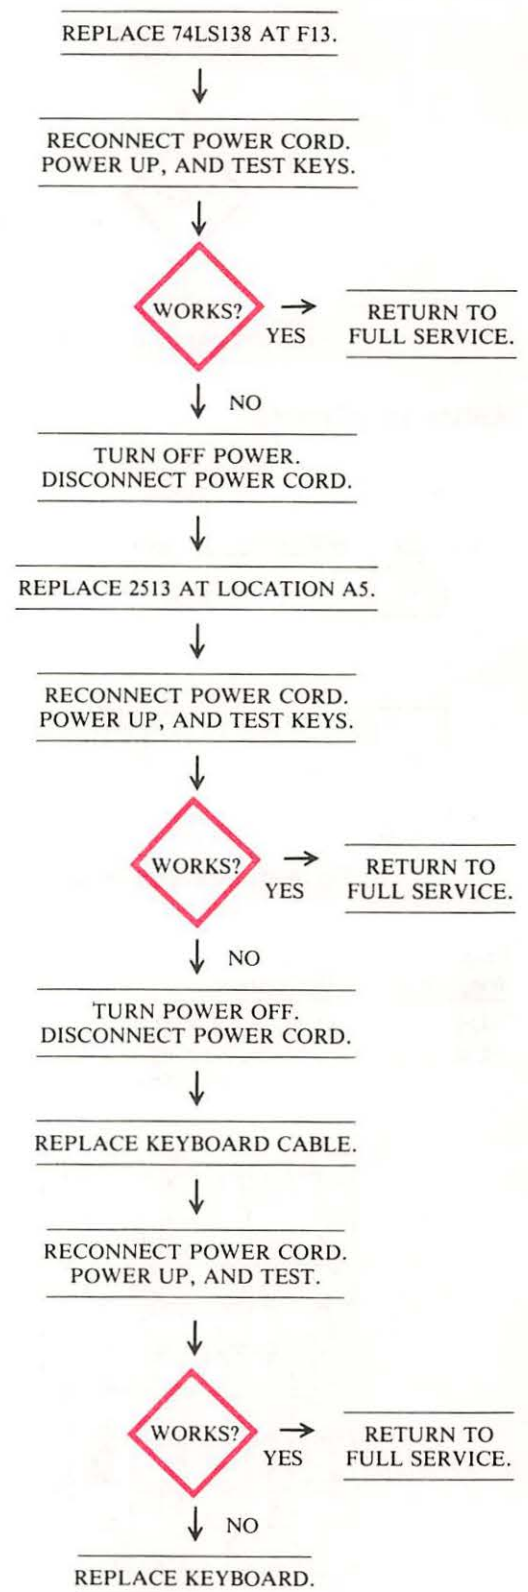 REPLACE 74LS138 AT F13.
RECONNECT POWER CORD.
POWER UP, AND TEST KEYS.
WORKS?
YES
RETURN TO
FULL SERVICE.
NO
TURN OFF POWER.
DISCONNECT POWER CORD.
REPLACE 2513 AT LOCATION A5.
RECONNECT POWER CORD.
POWER UP, AND TEST KEYS.
WORKS?
YES
RETURN TO
FULL SERVICE.
NO
TURN POWER OFF.
DISCONNECT POWER CORD.
REPLACE KEYBOARD CABLE.
RECONNECT POWER CORD.
POWER UP, AND TEST.
WORKS?
YES
RETURN TO
FULL SERVICE.
NO
REPLACE KEYBOARD.